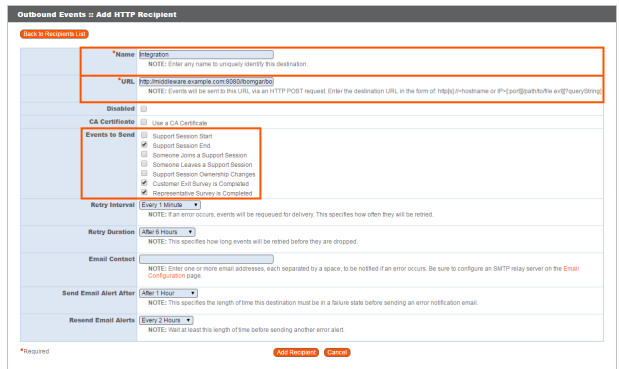 Outbound Events :: Add HTTP Recipient
Back to Recipients List
*Name Integration
NOTE: Enter any name to uniquely identify this destination.
*URL http://middleware.example.com:8080/bomgar/bo
NOTE: Events will be sent to this URL via an HTTP POST request. Enter the destination URL in the form of: http[s]://<hostname or IP>[:port][/path/to/file.ext][?queryString]
Disabled
CA Certificate Use a CA Certificate
Events to Send Support Session Start
Support Session End
Someone Joins a Support Session
Someone Leaves a Support Session
Support Session Ownership Changes
Customer Exit Survey is Completed
Representative Survey is Completed
Retry Interval Every 1 Minute
NOTE: If an error occurs, events will be requeued for delivery. This specifies how often they will be retried.
Retry Duration After 6 Hours
NOTE: This specifies how long events will be retried before they are dropped.
Email Contact
NOTE: Enter one or more email addresses, each separated by a space, to be notified if an error occurs. Be sure to configure an SMTP relay server on the Email
Configuration page.
Send Email Alert After After 1 Hour
NOTE: This specifies the length of time this destination must be in a failure state before sending an error notification email.
Resend Email Alerts Every 2 Hours
NOTE: Wait at least this length of time before sending another error alert.
*Required Add Recipient Cancel